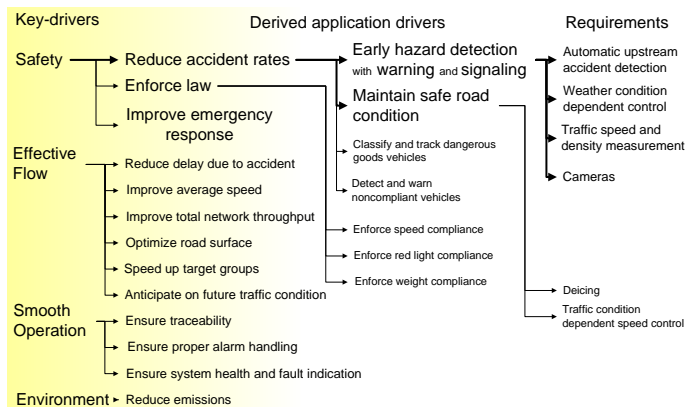 Key-drivers
Derived application drivers
Requirements
Safety
Reduce accident rates
Enforce law
Improve emergency
response
Early hazard detection
with warning and signaling
Maintain safe road
condition
Classify and track dangerous
goods vehicles
Detect and warn
noncompliant vehicles
Enforce speed compliance
Enforce red light compliance
Enforce weight compliance
Automatic upstream
accident detection
Weather condition
dependent control
Traffic speed and
density measurement
Cameras
Deicing
Traffic condition
dependent speed control
Effective
Flow
Reduce delay due to accident
Improve average speed
Improve total network throughput
Optimize road surface
Speed up target groups
Anticipate on future traffic condition
Smooth
Operation
Ensure traceability
Ensure proper alarm handling
Ensure system health and fault indication
Environment
Reduce emissions